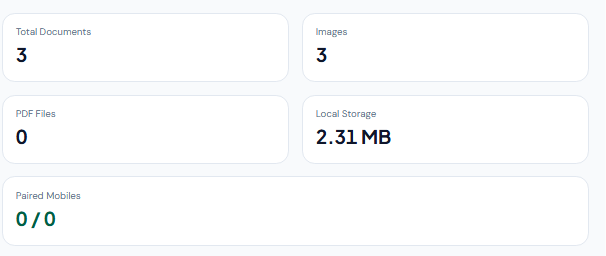 Total Documents
3
Images
3
PDF Files
0
Local Storage
2.31 MB
Paired Mobiles
0 / 0